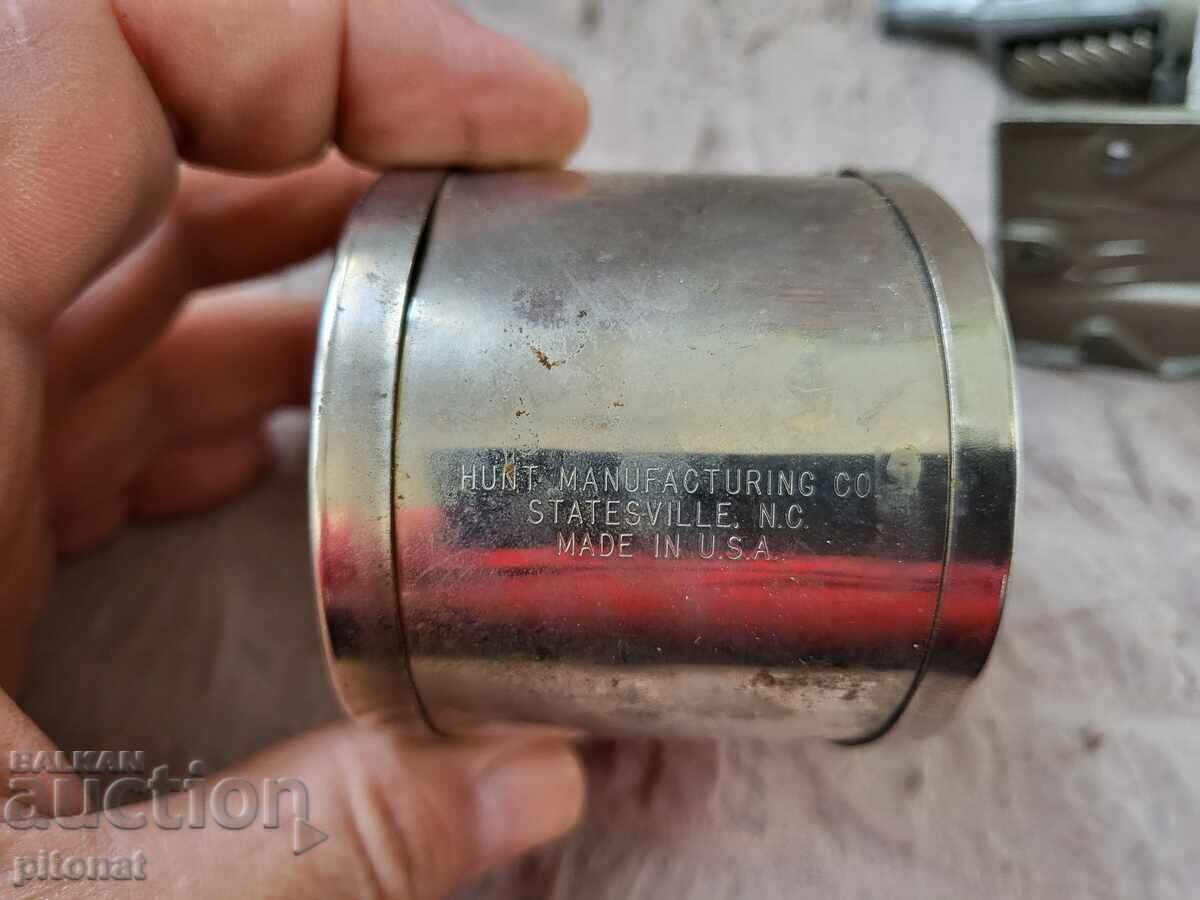 HUNT MANUFACTURING CO
STATESVILLE, N.C.
MADE IN U.S.A.
BALKAN
auction
pitonat